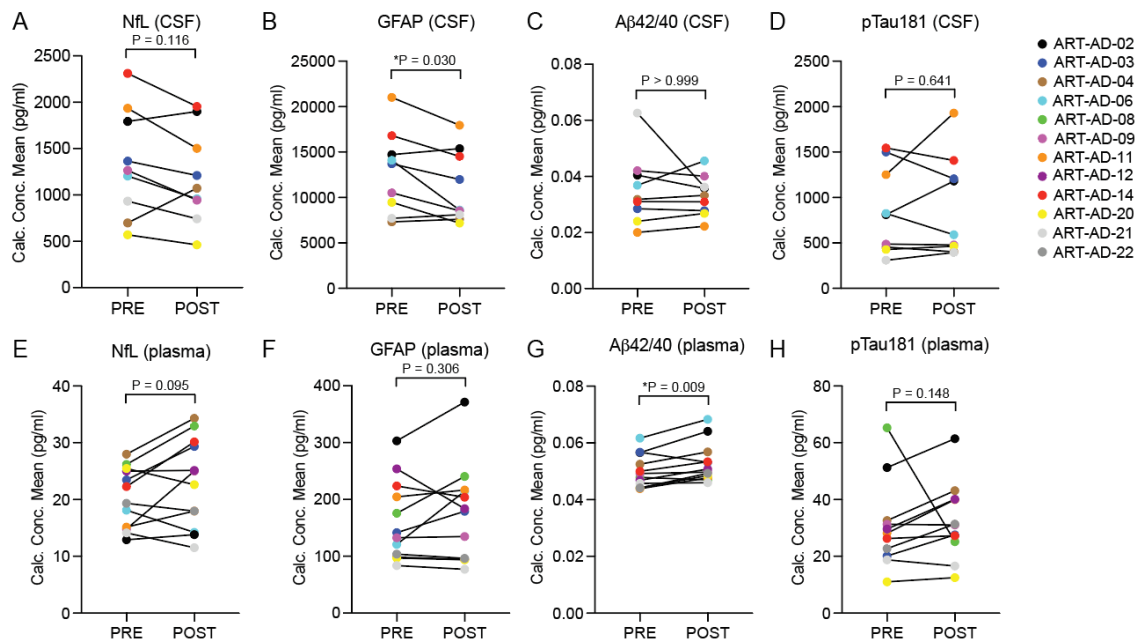 A
NfL (CSF)
P = 0.116
Calc. Conc. Mean (pg/ml)
2500
2000
1500
1000
500
0
PRE
POST
B
GFAP (CSF)
*P = 0.030
Calc. Conc. Mean (pg/ml)
25000
20000
15000
10000
5000
0
PRE
POST
C
Aβ42/40 (CSF)
P > 0.999
Calc. Conc. Mean (pg/ml)
0.08
0.06
0.04
0.02
0.00
PRE
POST
D
pTau181 (CSF)
P = 0.641
Calc. Conc. Mean (pg/ml)
2500
2000
1500
1000
500
0
PRE
POST
ART-AD-02
ART-AD-03
ART-AD-04
ART-AD-06
ART-AD-08
ART-AD-09
ART-AD-11
ART-AD-12
ART-AD-14
ART-AD-20
ART-AD-21
ART-AD-22
E
NfL (plasma)
P = 0.095
Calc. Conc. Mean (pg/ml)
40
30
20
10
0
PRE
POST
F
GFAP (plasma)
P = 0.306
Calc. Conc. Mean (pg/ml)
400
300
200
100
0
PRE
POST
G
Aβ42/40 (plasma)
*P = 0.009
Calc. Conc. Mean (pg/ml)
0.08
0.06
0.04
0.02
0.00
PRE
POST
H
pTau181 (plasma)
P = 0.148
Calc. Conc. Mean (pg/ml)
80
60
40
20
0
PRE
POST